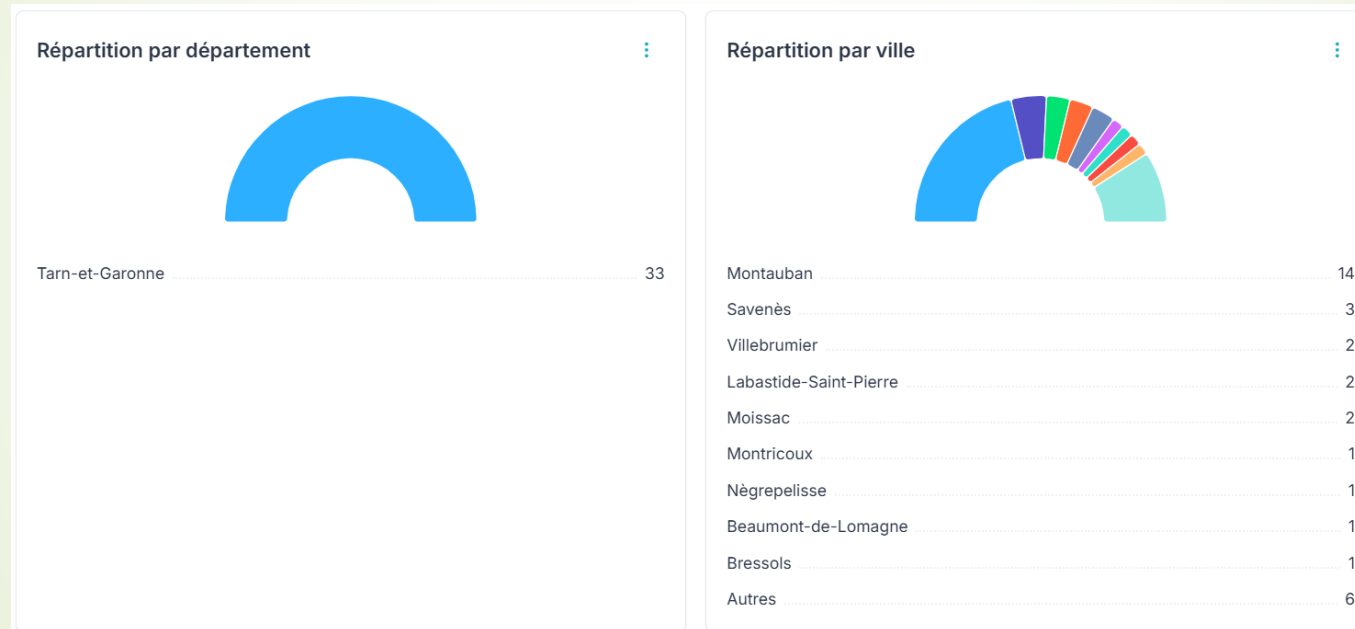 Répartition par département
Tarn-et-Garonne 33
Répartition par ville
Montauban 14
Savenès 3
Villebrumier 2
Labastide-Saint-Pierre 2
Moissac 2
Montricoux 1
Nègrepelisse 1
Beaumont-de-Lomagne 1
Bressols 1
Autres 6